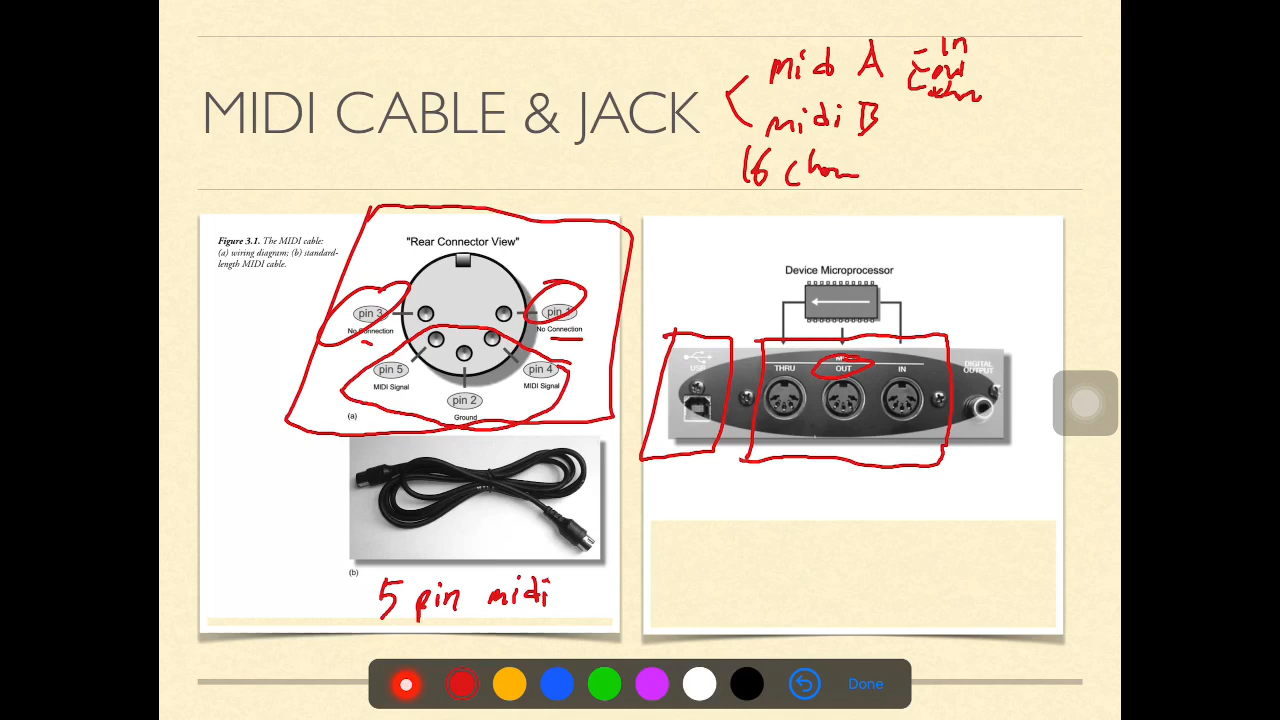 MIDI CABLE & JACK
midi A
in
out
midi B
16 chan
Figure 3.1. The MIDI cable:
(a) wiring diagram; (b) standard-
length MIDI cable.
"Rear Connector View"
pin 3
No Connection
pin 1
No Connection
pin 5
MIDI Signal
pin 4
MIDI Signal
pin 2
Ground
(a)
(b)
5 pin midi
Device Microprocessor
USB
THRU
OUT
IN
DIGITAL
OUTPUT
Done